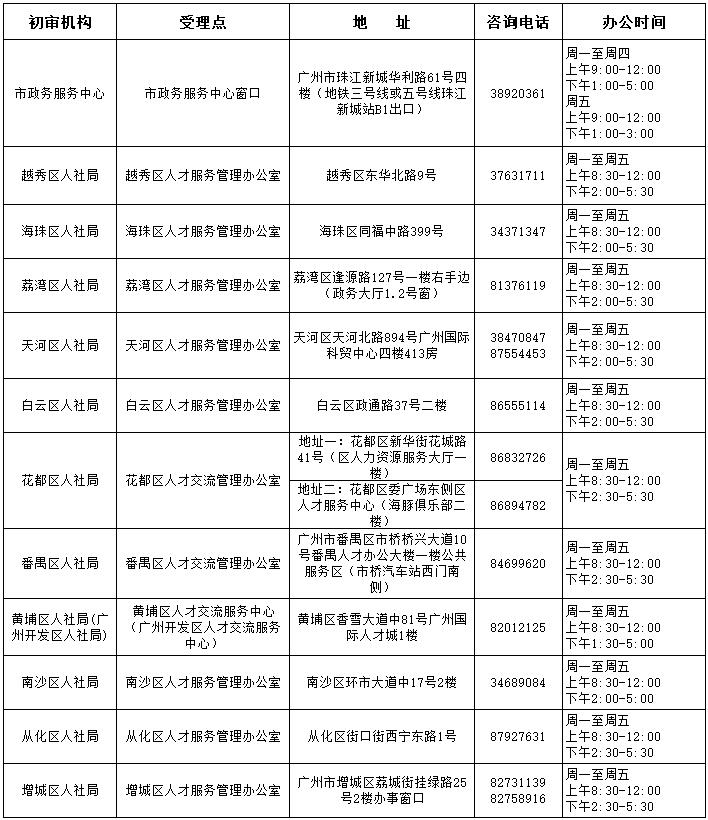 初审机构 受理点 地 址 咨询电话 办公时间
市政务服务中心 市政务服务中心窗口
广州市珠江新城华利路61号四
楼（地铁三号线或五号线珠江
新城站B1出口）
38920361
周一至周四
上午9:00-12:00
下午1:00-5:00
周五
上午9:00-12:00
下午1:00-3:00
越秀区人社局 越秀区人才服务管理办公室 越秀区东华北路9号 37631711
周一至周五
上午8:30-12:00
下午2:00-5:30
海珠区人社局 海珠区人才服务管理办公室 海珠区同福中路399号 34371347
周一至周五
上午8:30-12:00
下午2:00-5:30
荔湾区人社局 荔湾区人才服务管理办公室
荔湾区逢源路127号一楼右手边
（政务大厅1.2号窗）
81376119
周一至周五
上午8:30-12:00
下午2:00-5:30
天河区人社局 天河区人才服务管理办公室
天河区天河北路894号广州国际
科贸中心四楼413房
38470847
87554453
周一至周五
上午8:30-12:00
下午2:00-5:30
白云区人社局 白云区人才服务管理办公室 白云区政通路37号二楼 86555114
周一至周五
上午8:30-12:00
下午2:00-5:30
花都区人社局 花都区人才交流管理办公室
地址一：花都区新华街花城路
41号（区人力资源服务大厅一
楼）
86832726
地址二：花都区委广场东侧区
人才服务中心（海豚俱乐部二
楼）
86894782
周一至周五
上午8:30-12:00
下午2:30-5:30
番禺区人社局 番禺区人才交流管理办公室
广州市番禺区市桥桥兴大道10
号番禺人才办公大楼一楼公共
服务区（市桥汽车站西门南
侧）
84699620
周一至周五
上午8:30-12:00
下午2:30-5:30
黄埔区人社局(广
州开发区人社局)
黄埔区人才交流服务中心
（广州开发区人才交流服务
中心）
黄埔区香雪大道中81号广州国
际人才城1楼
82012125
周一至周五
上午8:30-12:00
下午1:30-5:00
南沙区人社局 南沙区人才服务管理办公室 南沙区环市大道中17号2楼 34689084
周一至周五
上午8:30-12:00
下午2:00-5:00
从化区人社局 从化区人才服务管理办公室 从化区街口街西宁东路1号 87927631
周一至周五
上午8:30-12:00
下午2:30-5:30
增城区人社局 增城区人才服务管理办公室
广州市增城区荔城街挂绿路25
号2楼办事窗口
82731139
82758916
周一至周五
上午8:30-12:00
下午2:30-5:30